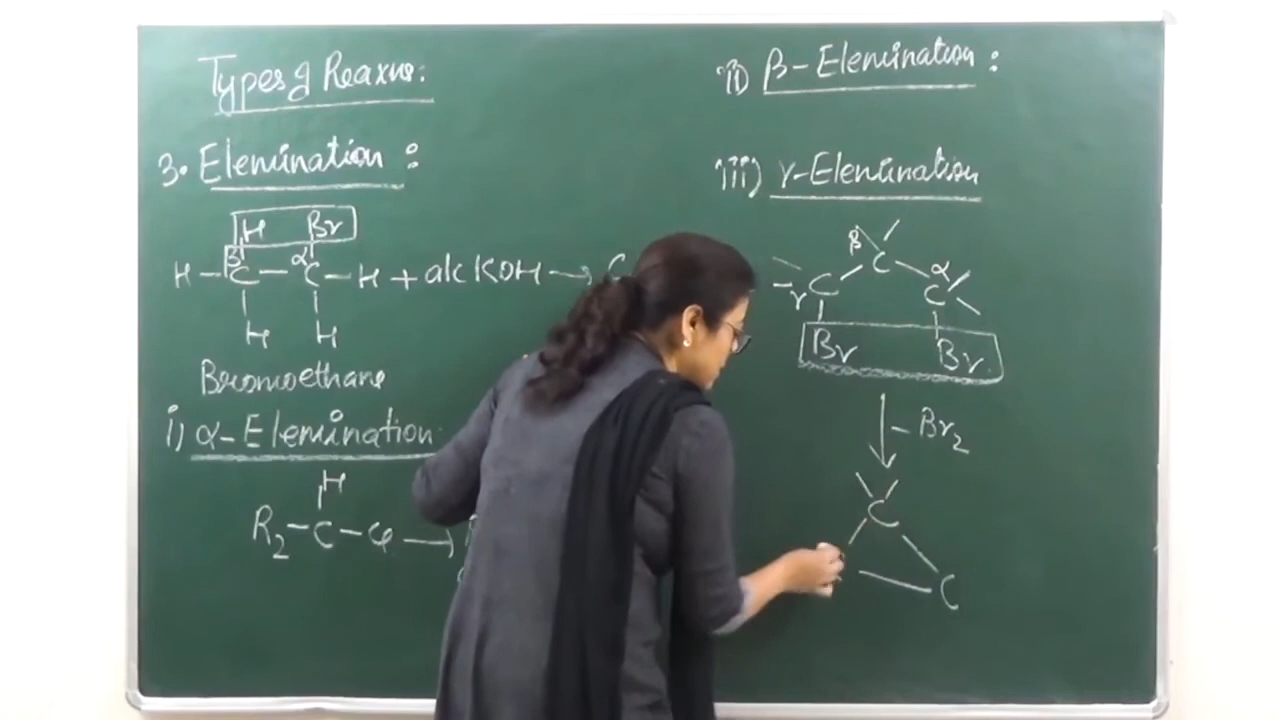 Types of Reaxns:
3. Elemination :
H Br
β α
H – C – C – H + alc KOH → C
H H
Bromoethane
i) α- Elemination
H
R2 – C – Cl →
ii) β – Elemination :
iii) γ-Elemination
β C α
C γ C
Br Br
– Br2
C
C